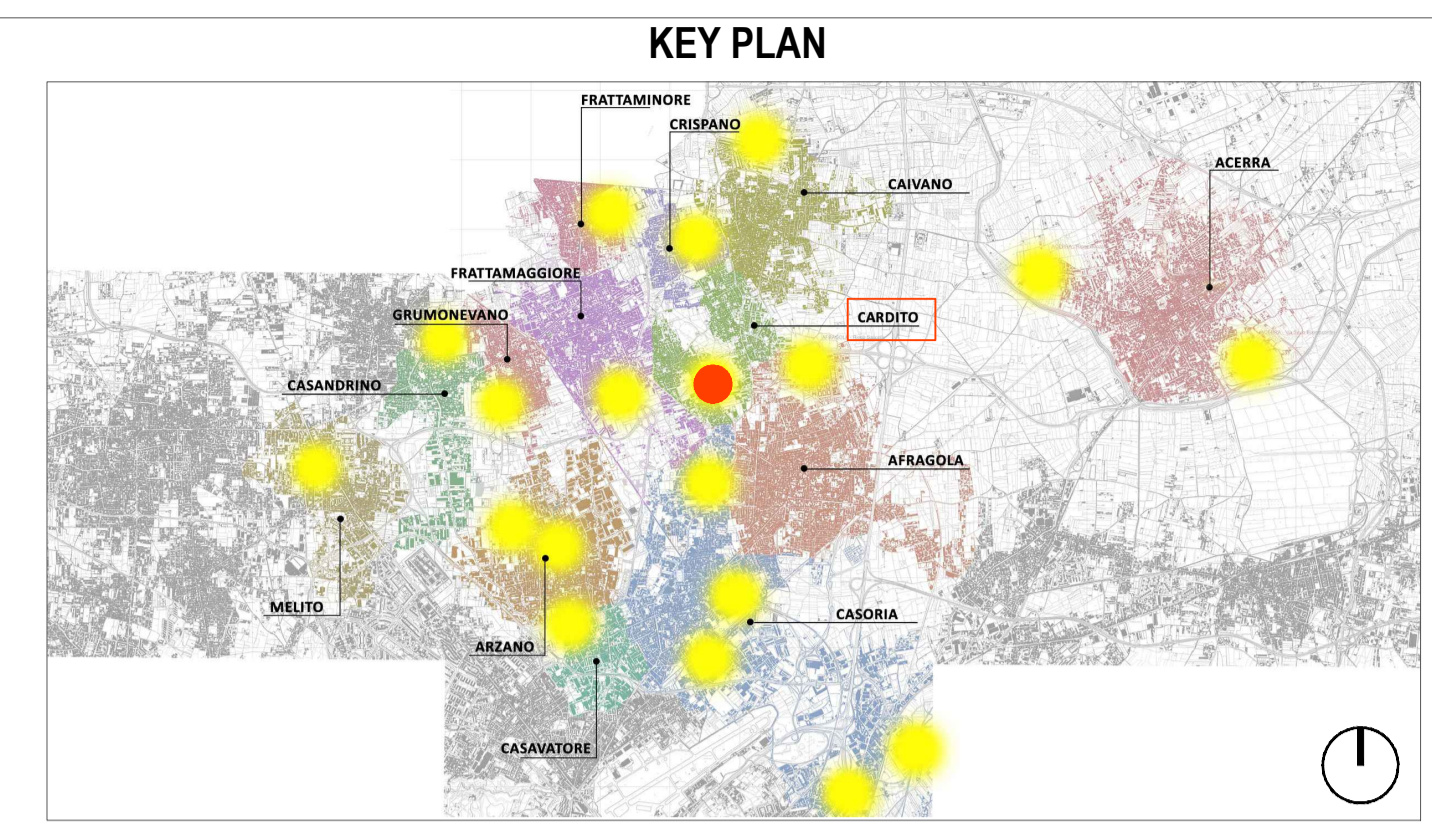 KEY PLAN
FRATTAMINORE
CRISPANO
ACERRA
CAIVANO
FRATTAMAGGIORE
GRUMONEVANO
CARDITO
CASANDRINO
AFRAGOLA
MELITO
CASORIA
ARZANO
CASAVATORE